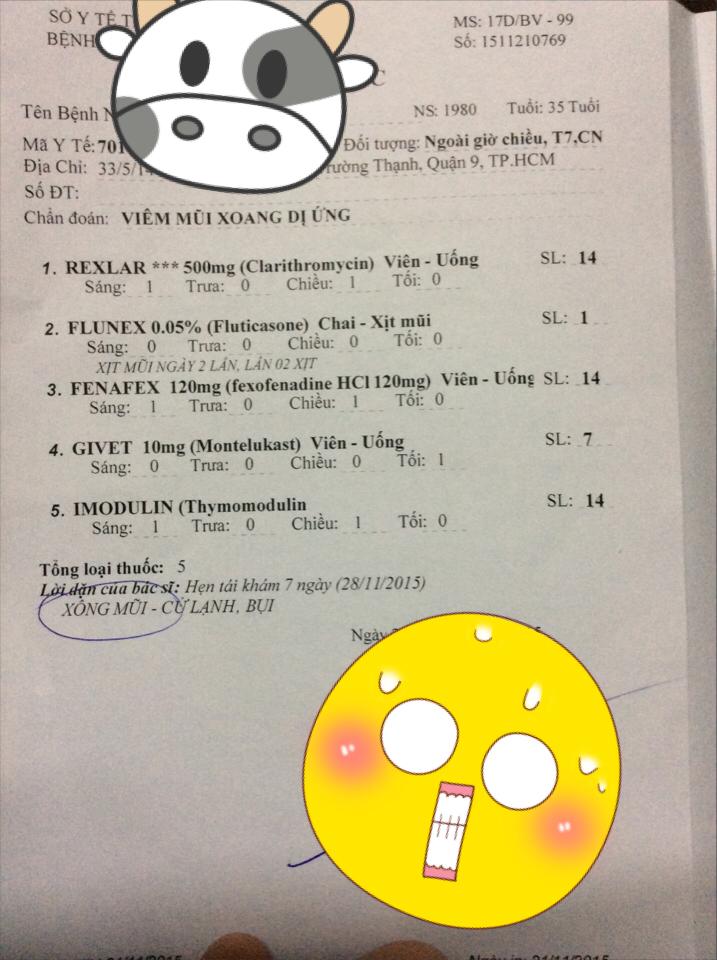 SỞ Y TẾ T
MS: 17D/BV - 99
BỆNH
Số: 1511210769
Tên Bệnh N
NS: 1980 Tuổi: 35 Tuổi
Mã Y Tế: 701
Đối tượng: Ngoài giờ chiều, T7,CN
Địa Chỉ: 33/5/1 rường Thạnh, Quận 9, TP.HCM
Số ĐT:
Chẩn đoán: VIÊM MŨI XOANG DỊ ỨNG
1. REXLAR *** 500mg (Clarithromycin) Viên - Uống SL: 14
Sáng: 1 Trưa: 0 Chiều: 1 Tối: 0
2. FLUNEX 0.05% (Fluticasone) Chai - Xịt mũi SL: 1
Sáng: 0 Trưa: 0 Chiều: 0 Tối: 0
XỊT MŨI NGÀY 2 LẦN, LẦN 02 XỊT
3. FENAFEX 120mg (fexofenadine HCl 120mg) Viên - Uống SL: 14
Sáng: 1 Trưa: 0 Chiều: 1 Tối: 0
4. GIVET 10mg (Montelukast) Viên - Uống SL: 7
Sáng: 0 Trưa: 0 Chiều: 0 Tối: 1
5. IMODULIN (Thymomodulin SL: 14
Sáng: 1 Trưa: 0 Chiều: 1 Tối: 0
Tổng loại thuốc: 5
Lời dặn của bác sĩ: Hẹn tái khám 7 ngày (28/11/2015)
XÔNG MŨI - CỮ LẠNH, BỤI
Ngày